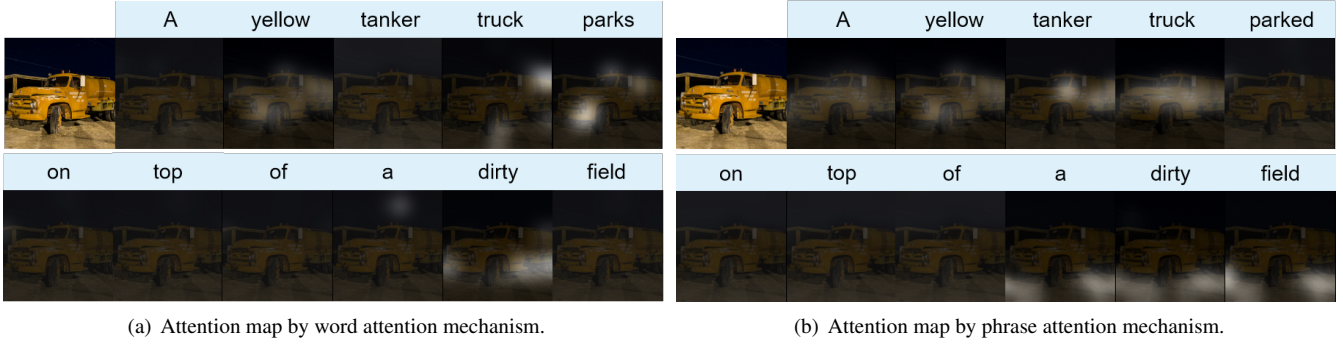 A yellow tanker truck parks
on top of a dirty field
(a) Attention map by word attention mechanism.
A yellow tanker truck parked
on top of a dirty field
(b) Attention map by phrase attention mechanism.